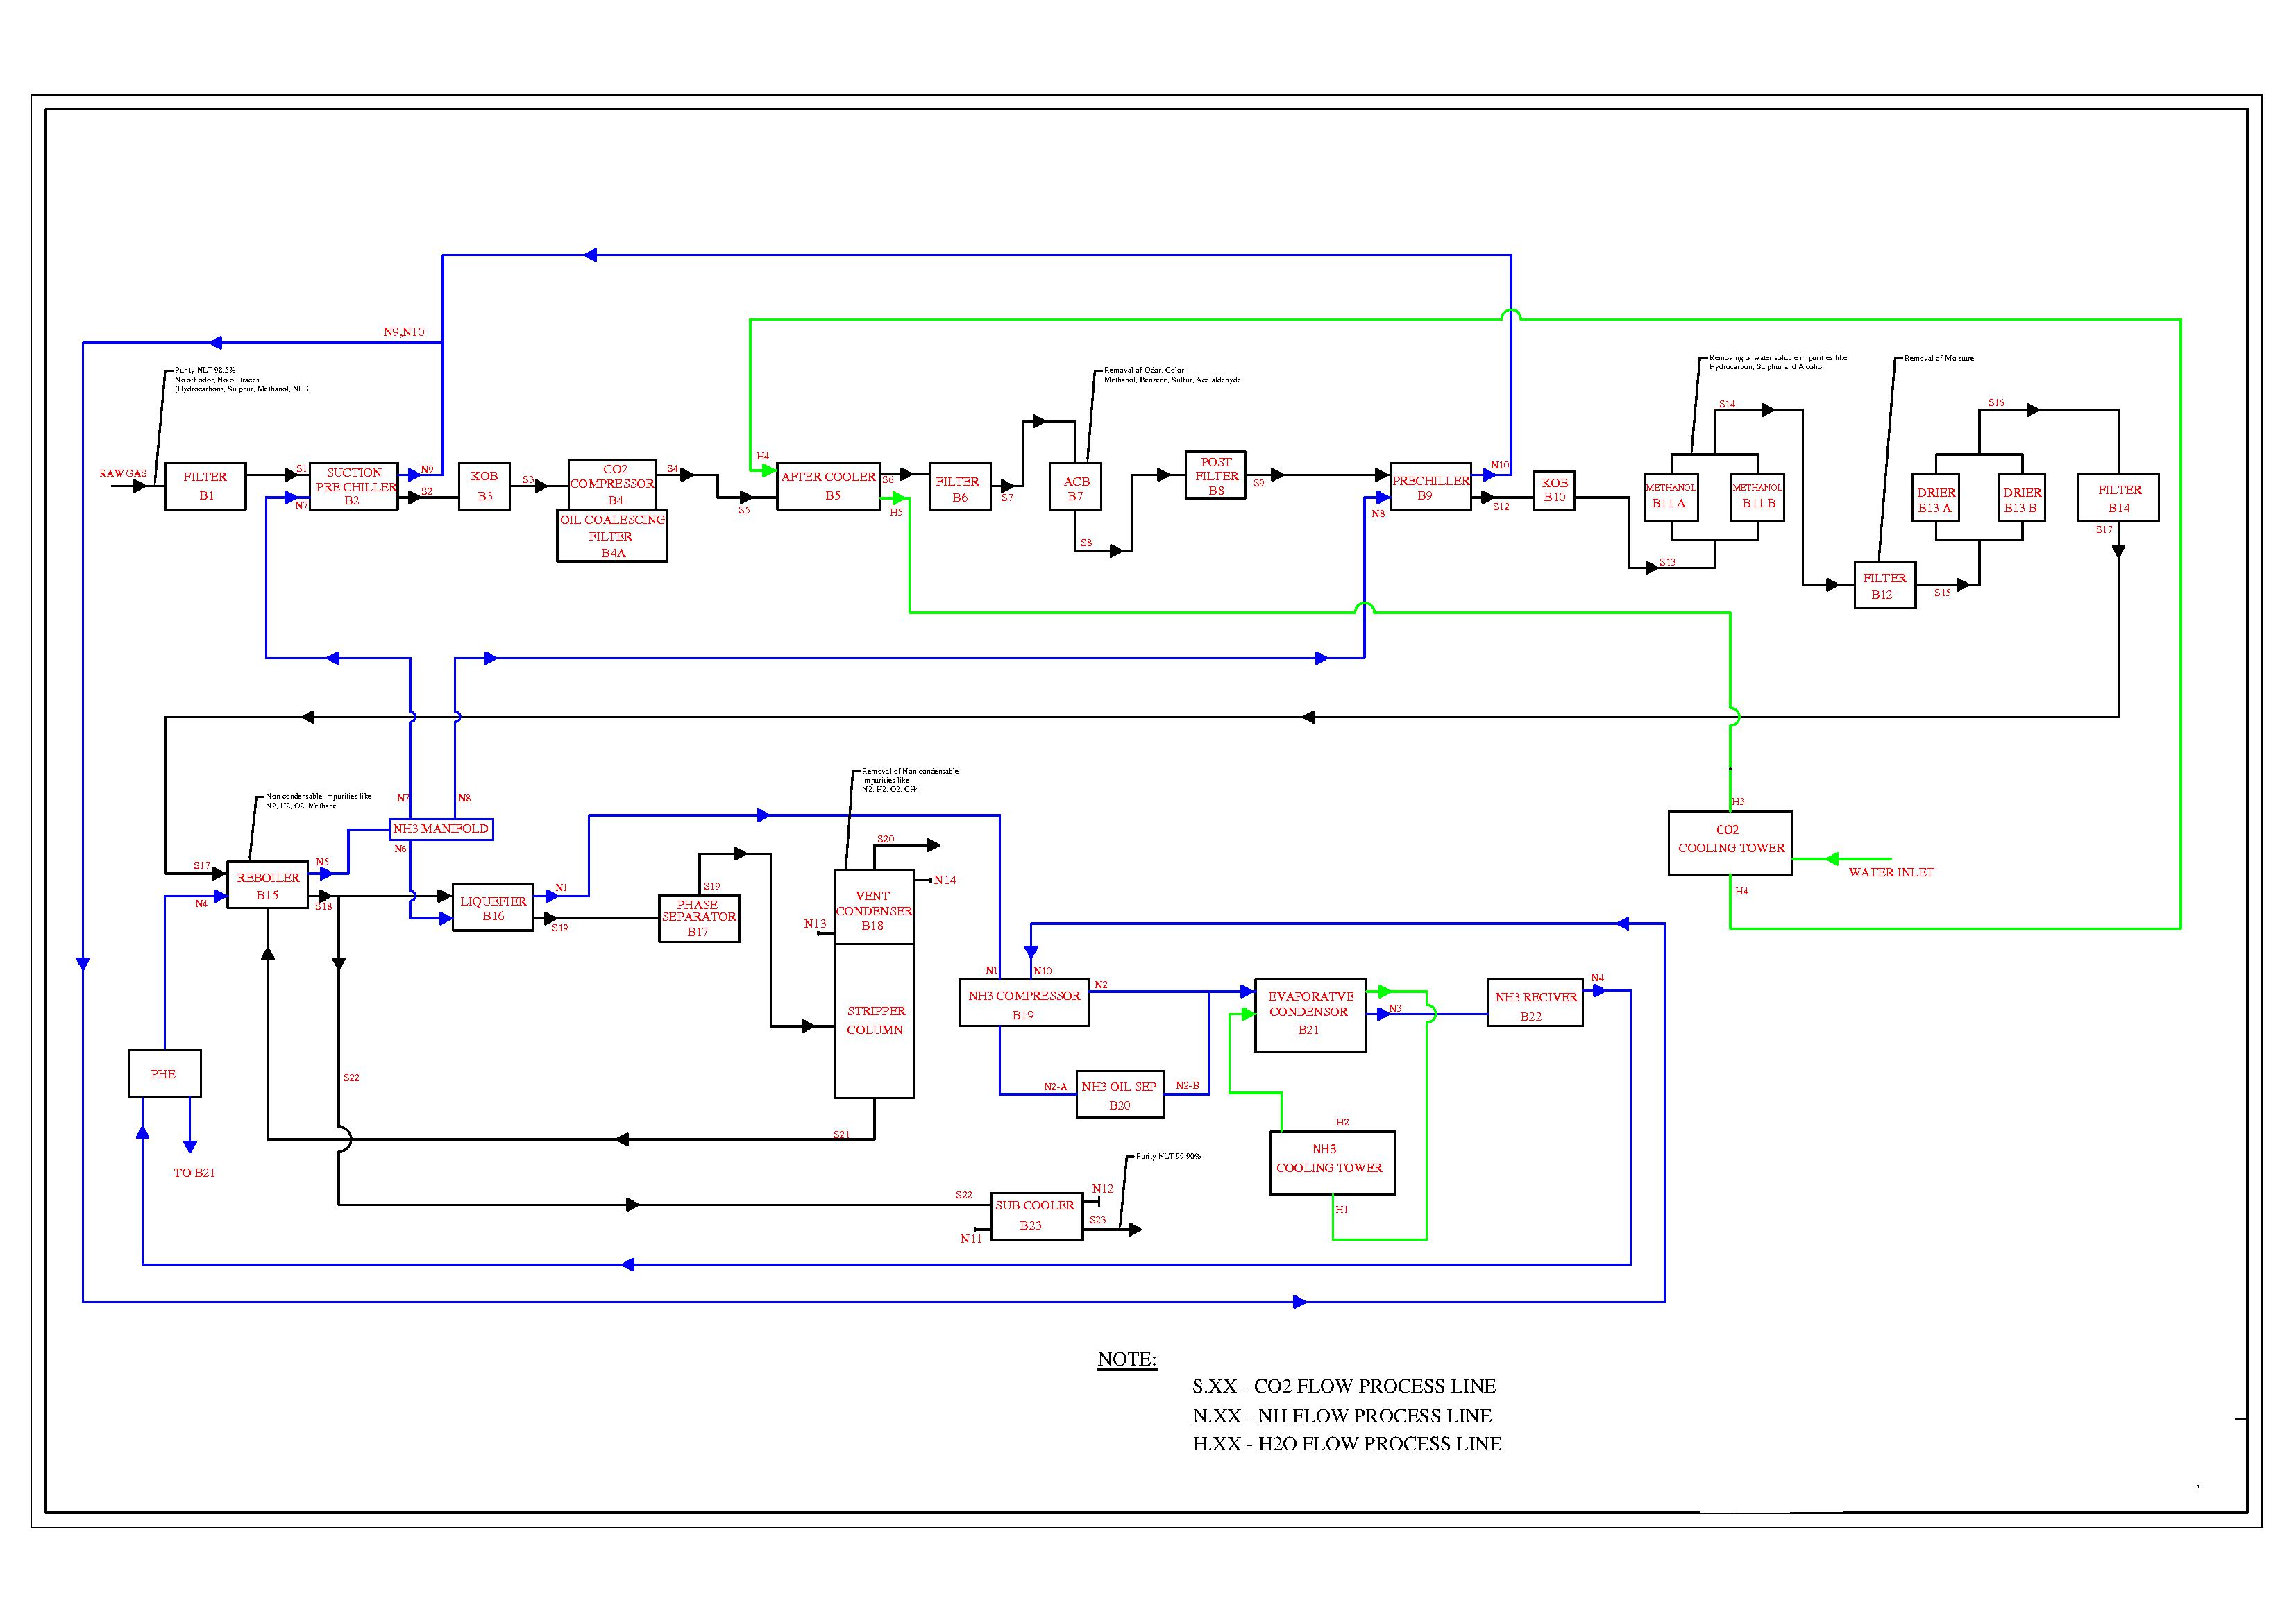 N9,N10
Purity NLT 98.5%
No off odor, No oil traces
(Hydrocarbons, Sulphur, Methanol, NH3
Removal of Odor, Color,
Methanol, Benzene, Sulfur, Acetaldehyde
Removing of water soluble impurities like
Hydrocarbon, Sulphur and Alcohol
Removal of Moisture
RAW GAS
FILTER
B1
S1
N7
SUCTION
PRE CHILLER
B2
N9
S2
KOB
B3
S3
CO2
COMPRESSOR
B4
OIL COALESCING
FILTER
B4A
S4
S5
H4
AFTER COOLER
B5
S6
H5
FILTER
B6
S7
ACB
B7
S8
POST
FILTER
B8
S9
N8
PRECHILLER
B9
N10
S12
KOB
B10
S13
METHANOL
B11 A
METHANOL
B11 B
S14
FILTER
B12
S15
DRIER
B13 A
DRIER
B13 B
S16
FILTER
B14
S17
Non condensable impurities like
N2, H2, O2, Methane
N7
N8
NH3 MANIFOLD
N6
S17
N4
REBOILER
B15
N5
S18
LIQUEFIER
B16
N1
S19
PHASE
SEPARATOR
B17
S19
Removal of Non condensable
impurities like
N2, H2, O2, CH4
S20
N14
N13
VENT
CONDENSER
B18
STRIPPER
COLUMN
H3
CO2
COOLING TOWER
WATER INLET
H4
N1
N10
NH3 COMPRESSOR
B19
N2
N2-A
NH3 OIL SEP
B20
N2-B
EVAPORATVE
CONDENSOR
B21
N3
NH3 RECIVER
B22
N4
PHE
TO B21
S22
S21
H2
NH3
COOLING TOWER
H1
Purity NLT 99.90%
S22
SUB COOLER
B23
N12
S23
N11
NOTE:
S.XX - CO2 FLOW PROCESS LINE
N.XX - NH FLOW PROCESS LINE
H.XX - H2O FLOW PROCESS LINE